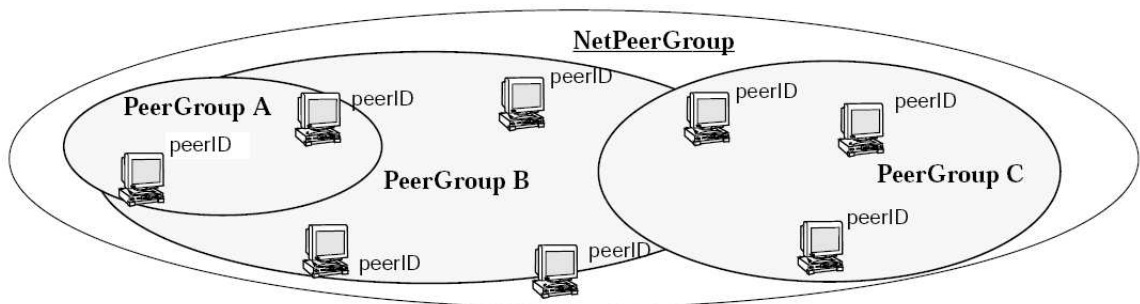 NetPeerGroup
peerID
PeerGroup A
peerID
peerID
peerID
peerID
PeerGroup B
PeerGroup C
peerID
peerID
peerID